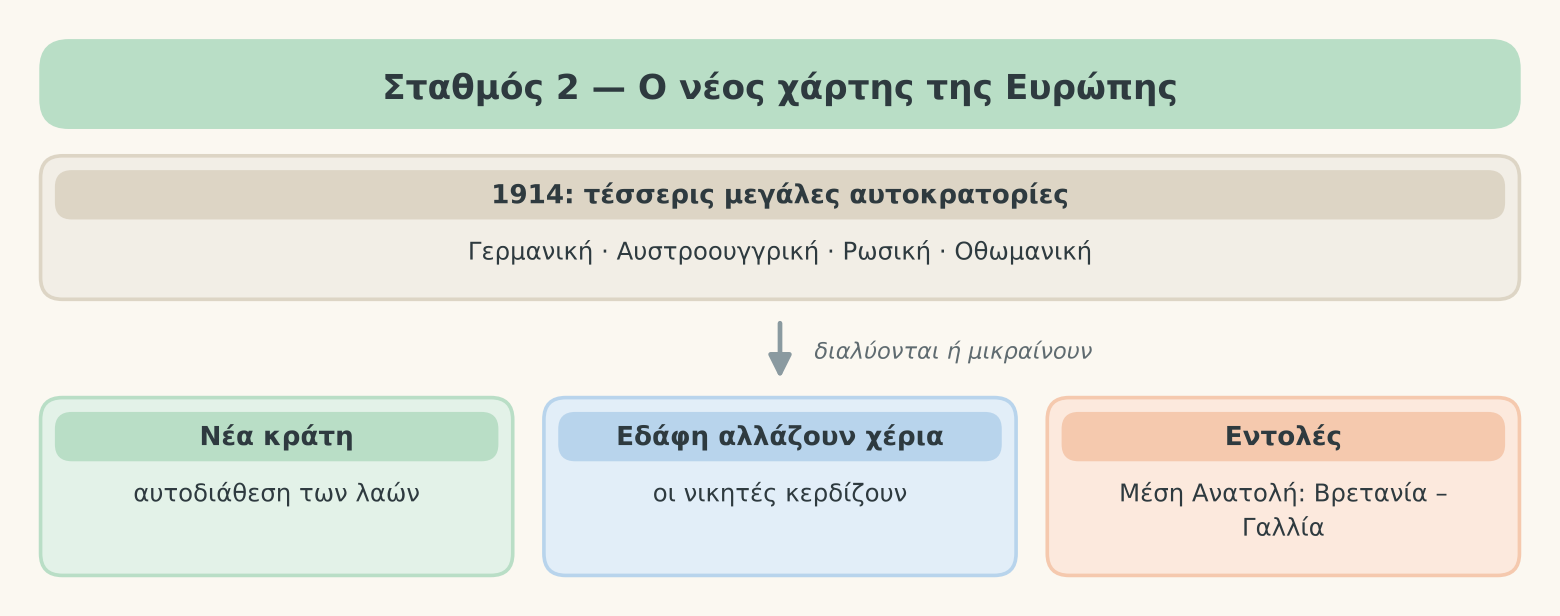 Σταθμός 2 — Ο νέος χάρτης της Ευρώπης
1914: τέσσερις μεγάλες αυτοκρατορίες
Γερμανική · Αυστροουγγρική · Ρωσική · Οθωμανική
διαλύονται ή μικραίνουν
Νέα κράτη
αυτοδιάθεση των λαών
Εδάφη αλλάζουν χέρια
οι νικητές κερδίζουν
Εντολές
Μέση Ανατολή: Βρετανία –
Γαλλία